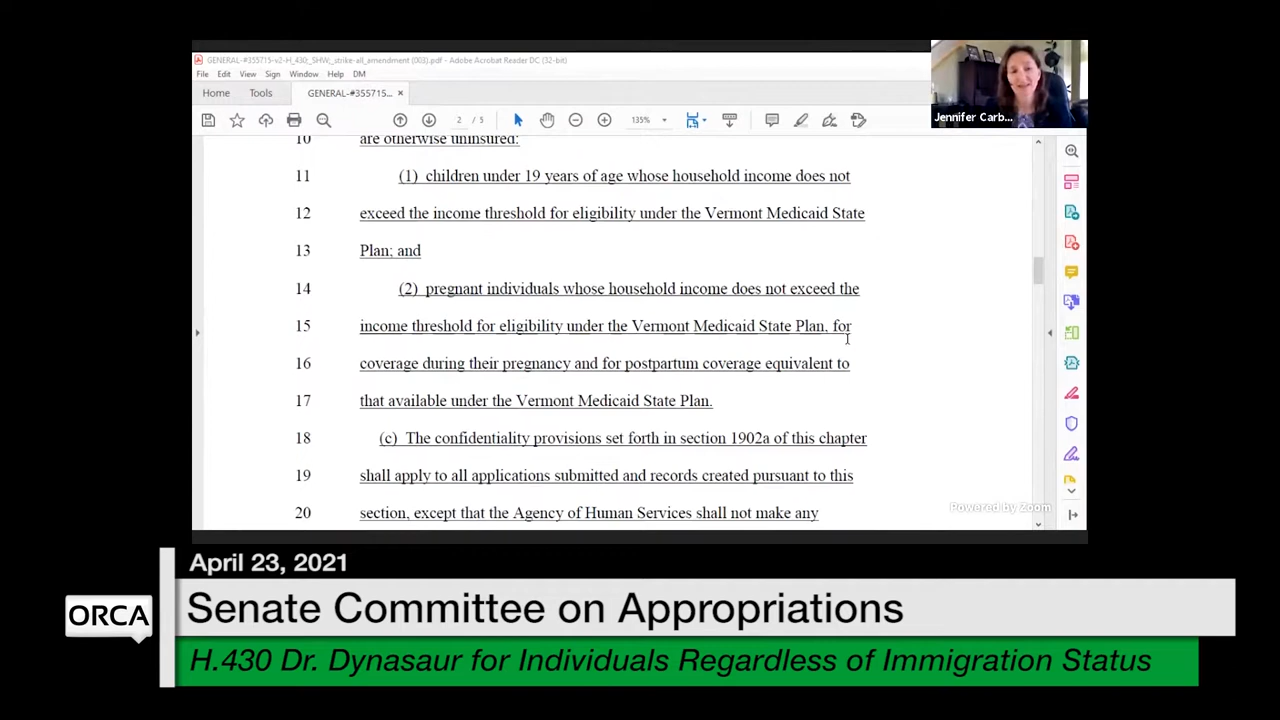 GENERAL-#355715-v2-H_430;_SHW;_strike-all_amendment (003).pdf - Adobe Acrobat Reader DC (32-bit)
File Edit View Sign Window Help DM
Home Tools GENERAL-#355715... ×
2 / 5 135%
Jennifer Carb...
10 are otherwise uninsured:
11 (1) children under 19 years of age whose household income does not
12 exceed the income threshold for eligibility under the Vermont Medicaid State
13 Plan; and
14 (2) pregnant individuals whose household income does not exceed the
15 income threshold for eligibility under the Vermont Medicaid State Plan, for
16 coverage during their pregnancy and for postpartum coverage equivalent to
17 that available under the Vermont Medicaid State Plan.
18 (c) The confidentiality provisions set forth in section 1902a of this chapter
19 shall apply to all applications submitted and records created pursuant to this
20 section, except that the Agency of Human Services shall not make any
Powered by Zoom
April 23, 2021
ORCA
Senate Committee on Appropriations
H.430 Dr. Dynasaur for Individuals Regardless of Immigration Status